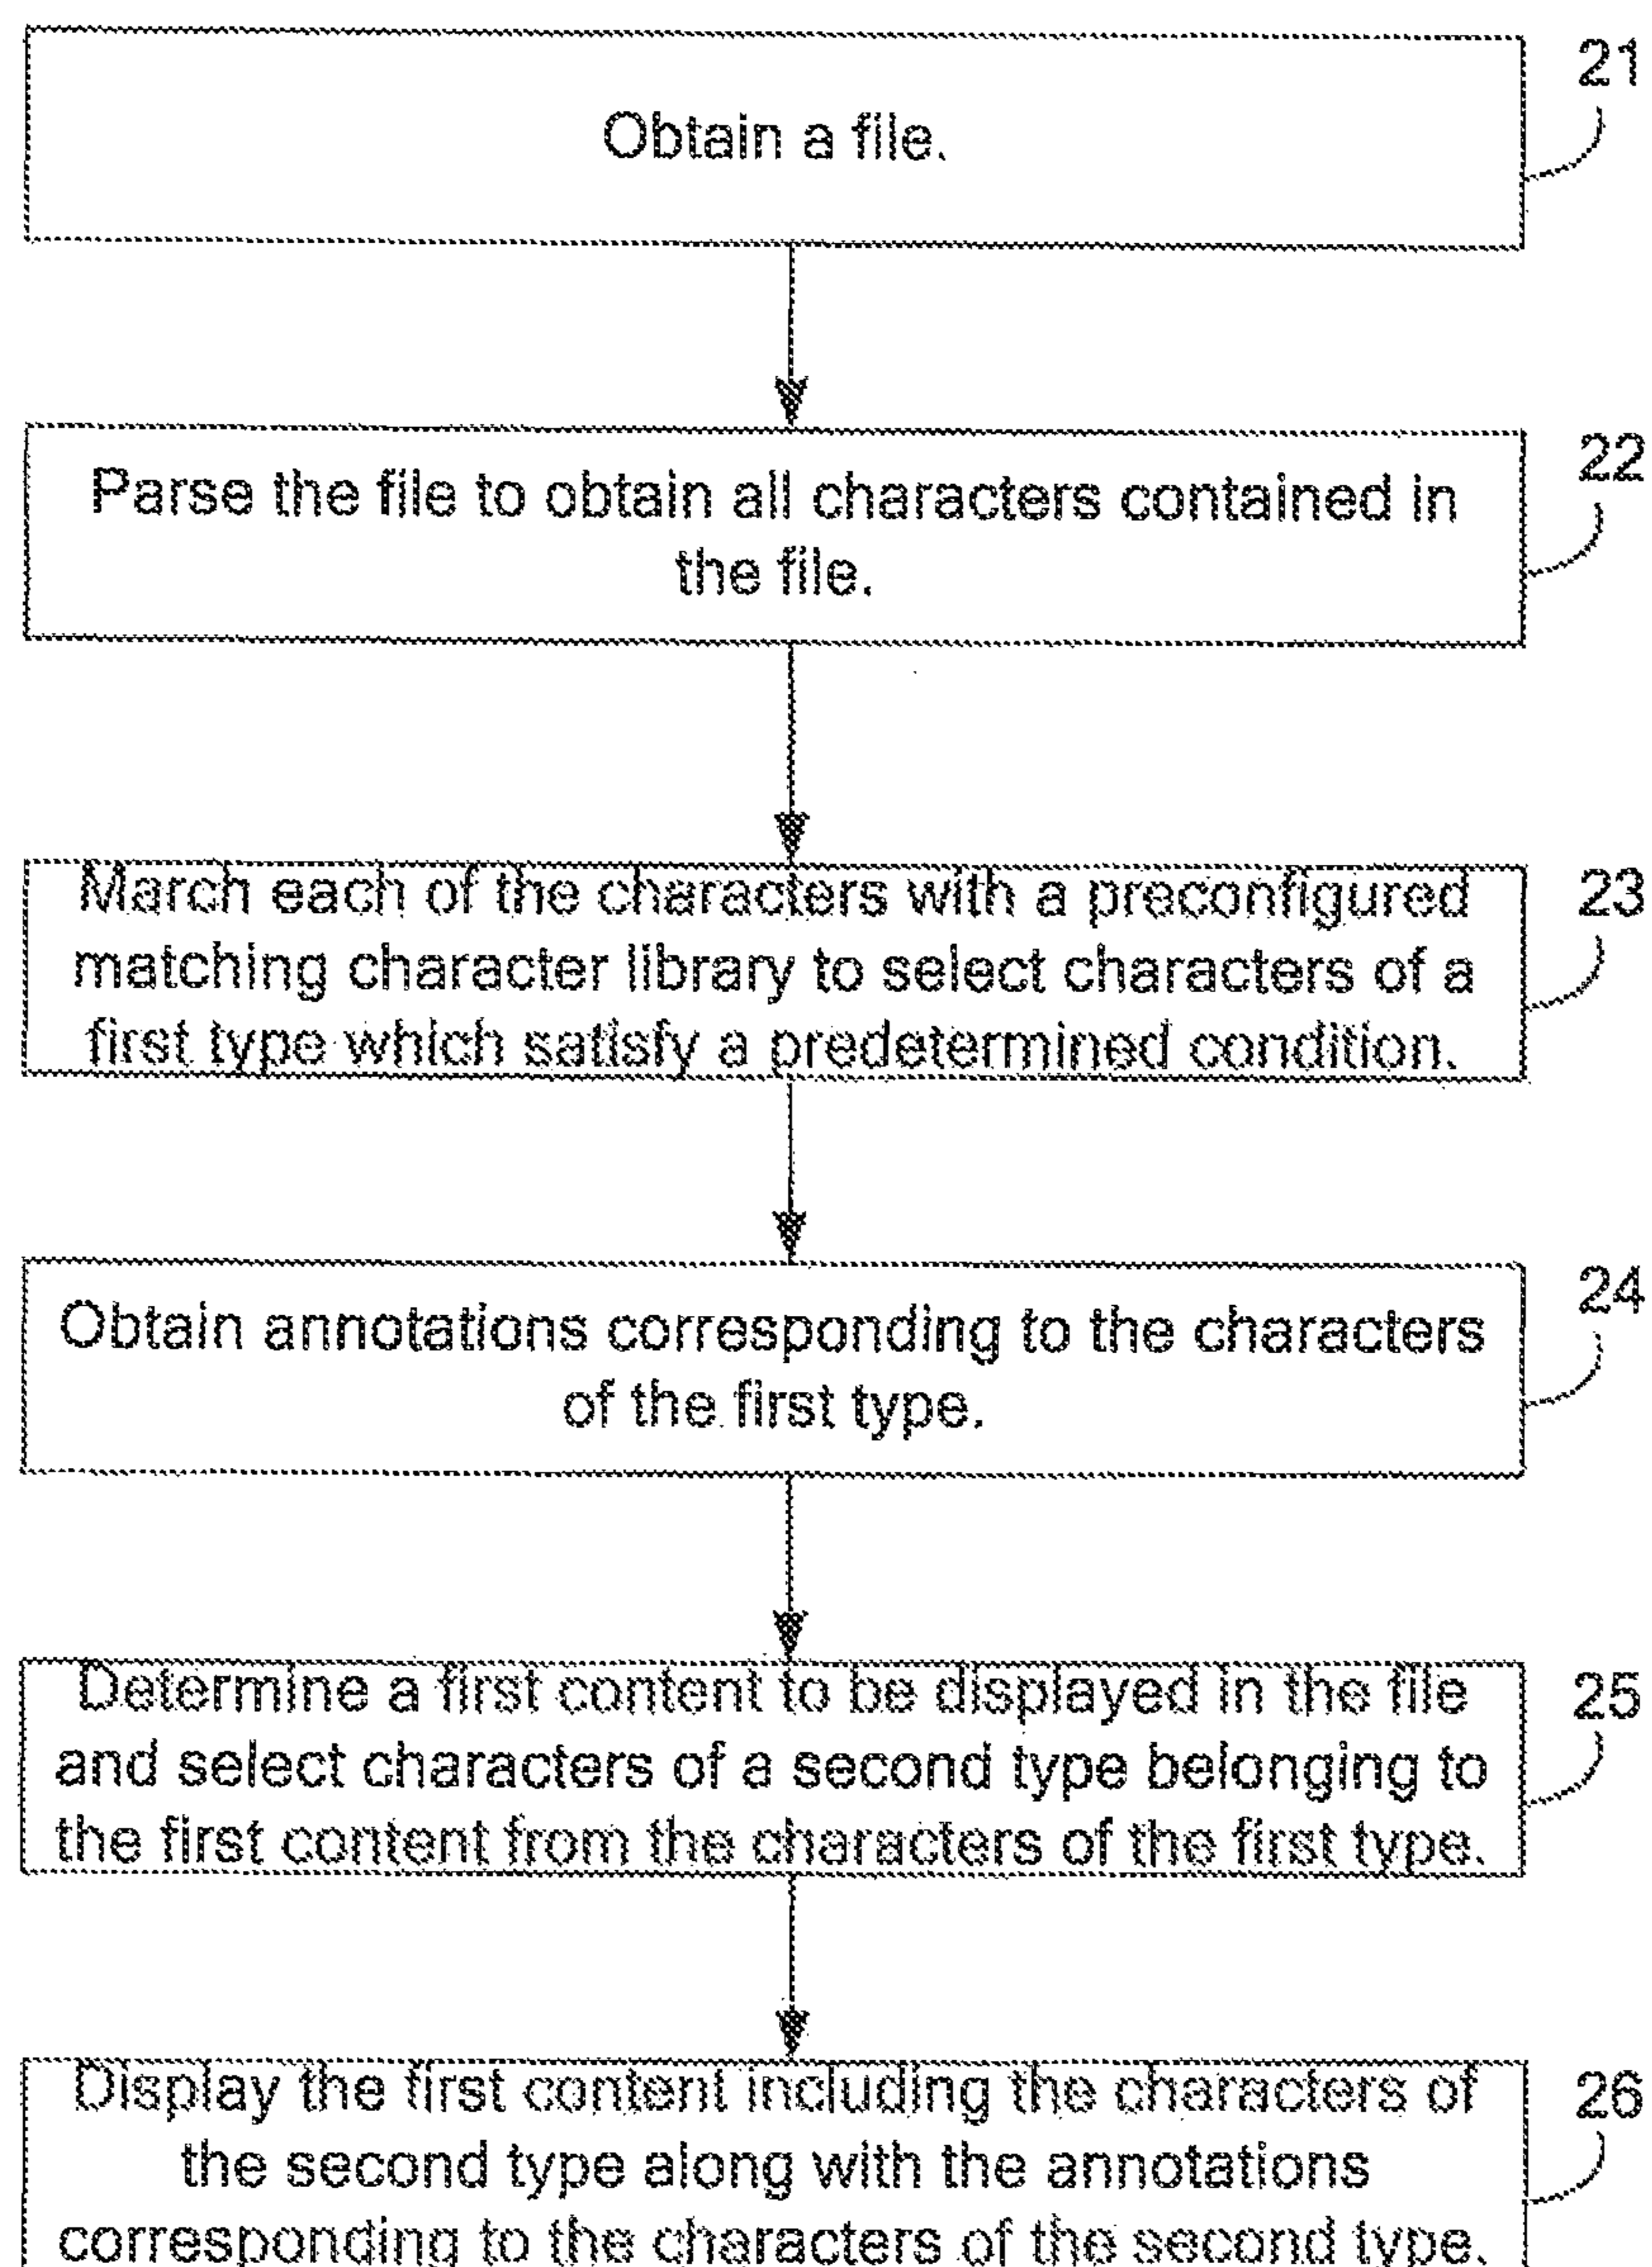 Obtain a file.
21
Parse the file to obtain all characters contained in
the file.
22
March each of the characters with a preconfigured
matching character library to select characters of a
first type which satisfy a predetermined condition.
23
Obtain annotations corresponding to the characters
of the first type.
24
Determine a first content to be displayed in the file
and select characters of a second type belonging to
the first content from the characters of the first type.
25
Display the first content including the characters of
the second type along with the annotations
corresponding to the characters of the second type.
26